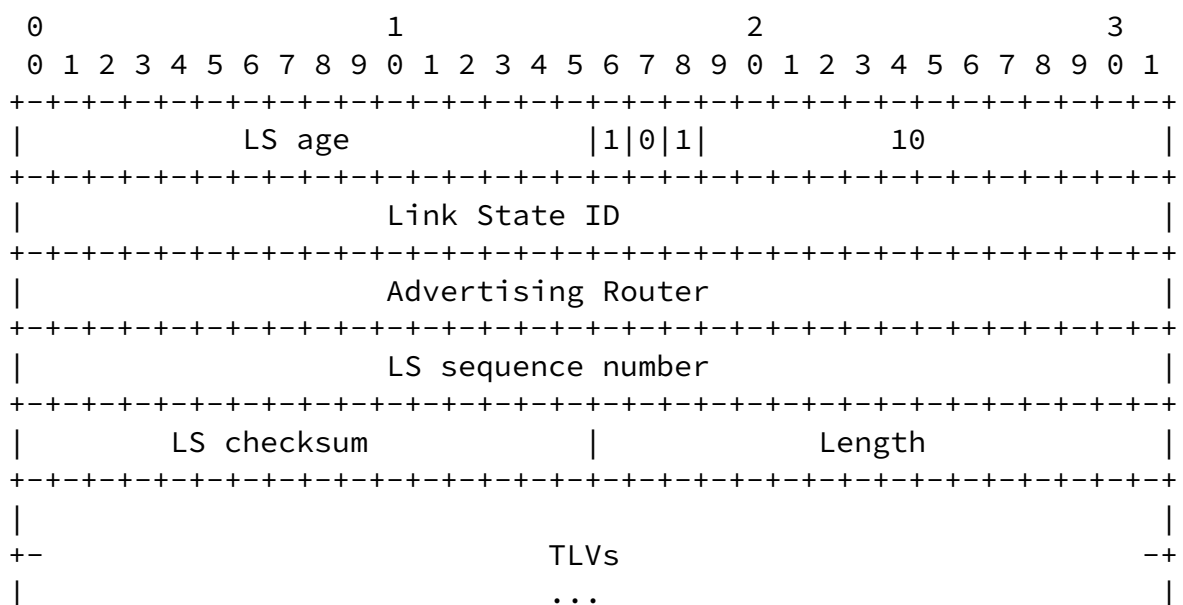 0                   1                   2                   3
 0 1 2 3 4 5 6 7 8 9 0 1 2 3 4 5 6 7 8 9 0 1 2 3 4 5 6 7 8 9 0 1
+-+-+-+-+-+-+-+-+-+-+-+-+-+-+-+-+-+-+-+-+-+-+-+-+-+-+-+-+-+-+-+-+
|            LS age             |1|0|1|          10             |
+-+-+-+-+-+-+-+-+-+-+-+-+-+-+-+-+-+-+-+-+-+-+-+-+-+-+-+-+-+-+-+-+
|                    Link State ID                              |
+-+-+-+-+-+-+-+-+-+-+-+-+-+-+-+-+-+-+-+-+-+-+-+-+-+-+-+-+-+-+-+-+
|                    Advertising Router                         |
+-+-+-+-+-+-+-+-+-+-+-+-+-+-+-+-+-+-+-+-+-+-+-+-+-+-+-+-+-+-+-+-+
|                    LS sequence number                         |
+-+-+-+-+-+-+-+-+-+-+-+-+-+-+-+-+-+-+-+-+-+-+-+-+-+-+-+-+-+-+-+-+
|        LS checksum            |            Length             |
+-+-+-+-+-+-+-+-+-+-+-+-+-+-+-+-+-+-+-+-+-+-+-+-+-+-+-+-+-+-+-+-+
|                                                               |
+-                            TLVs                             -+
|                             ...                               |